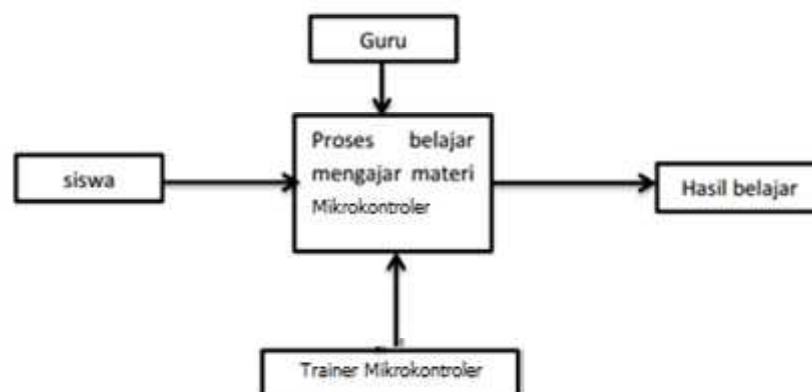 Guru
Proses belajar
mengajar materi
Mikrokontroler
siswa
Hasil belajar
Trainer Mikrokontroler